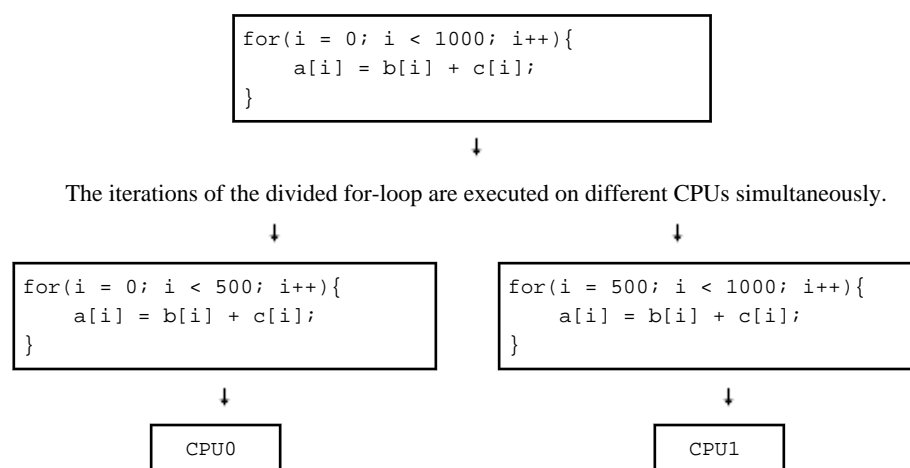 for(i = 0; i < 1000; i++){
a[i] = b[i] + c[i];
}
The iterations of the divided for-loop are executed on different CPUs simultaneously.
for(i = 0; i < 500; i++){
a[i] = b[i] + c[i];
}
for(i = 500; i < 1000; i++){
a[i] = b[i] + c[i];
}
CPU0
CPU1